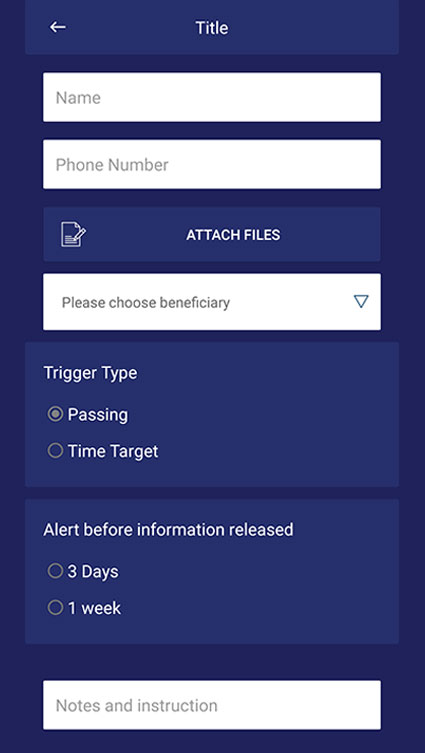 Title
Name
Phone Number
ATTACH FILES
Please choose beneficiary
Trigger Type
Passing
Time Target
Alert before information released
3 Days
1 week
Notes and instruction